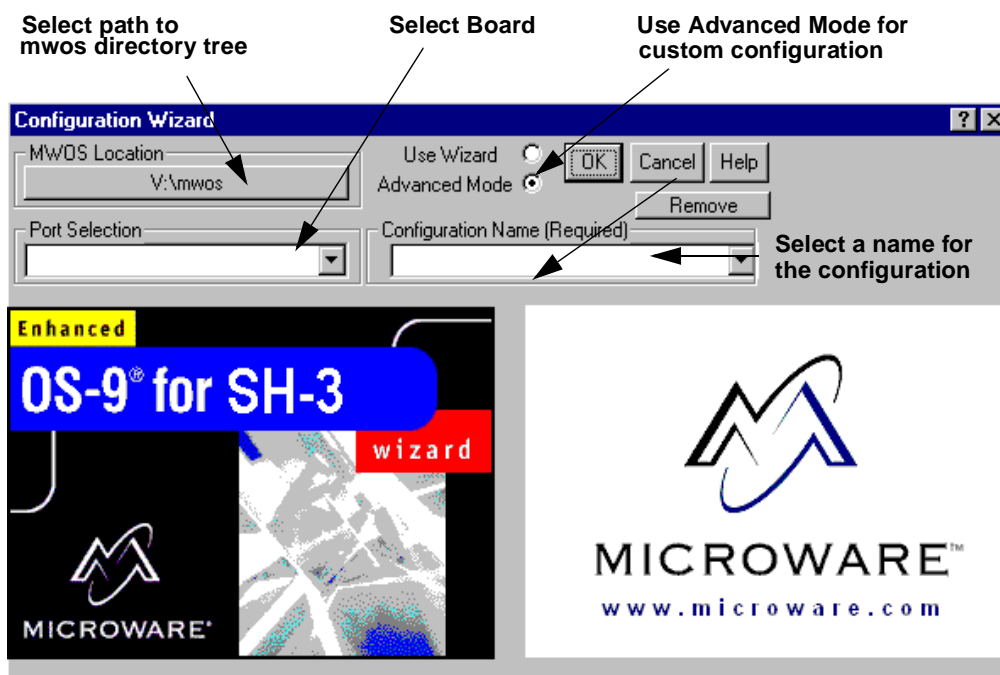 Select path to
mwos directory tree
Select Board
Use Advanced Mode for
custom configuration
Configuration Wizard
? X
MWOS Location
V:\mwos
Use Wizard
Advanced Mode
OK
Cancel
Help
Remove
Port Selection
Configuration Name (Required)
Select a name for
the configuration
Enhanced
OS-9® for SH-3
wizard
MICROWARE®
MICROWARE™
www.microware.com